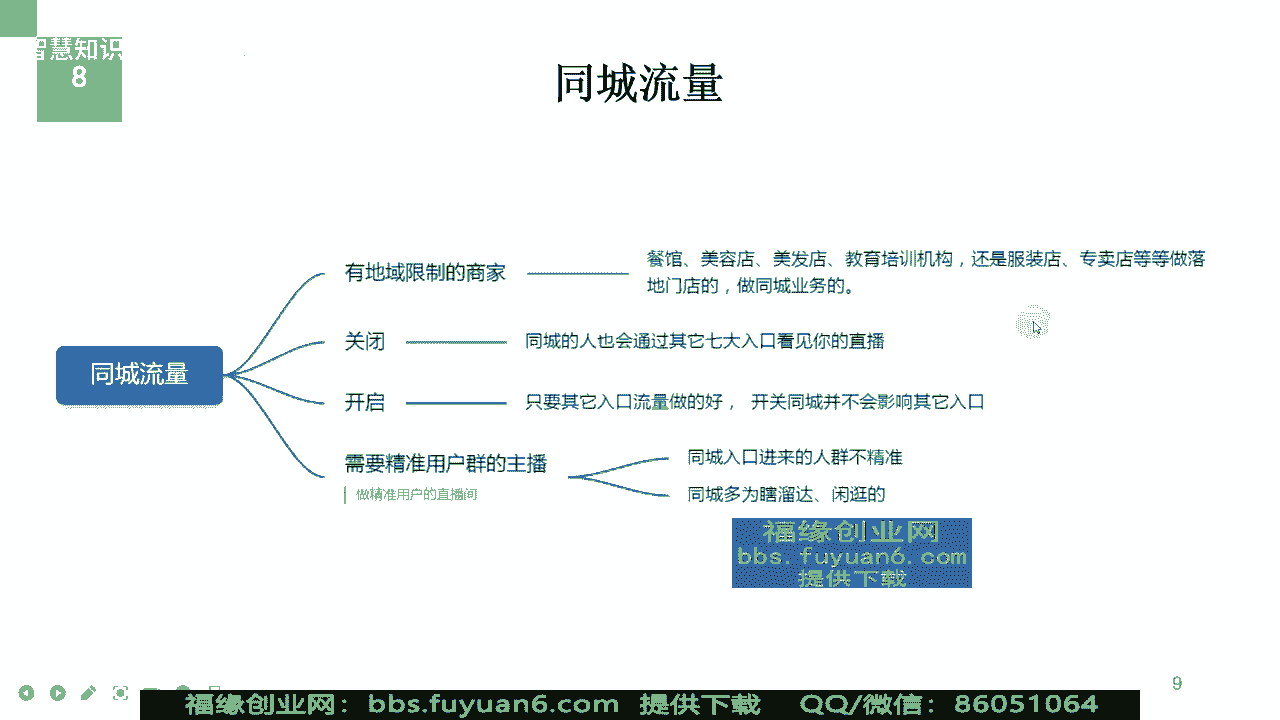 智慧知识
8
同城流量
餐馆、美容店、美发店、教育培训机构，还是服装店、专卖店等等做落
有地域限制的商家
地门店的，做同城业务的。
关闭
同城的人也会通过其它七大入口看见你的直播
同城流量
开启
只要其它入口流量做的好， 开关同城并不会影响其它入口
需要精准用户群的主播
同城入口进来的人群不精准
做精准用户的直播间
同城多为瞎溜达、闲逛的
福缘创业网
bbs.fuyuan6.com
提供下载
9
福缘创业网：bbs.fuyuan6.com 提供下载 QQ/微信：86051064